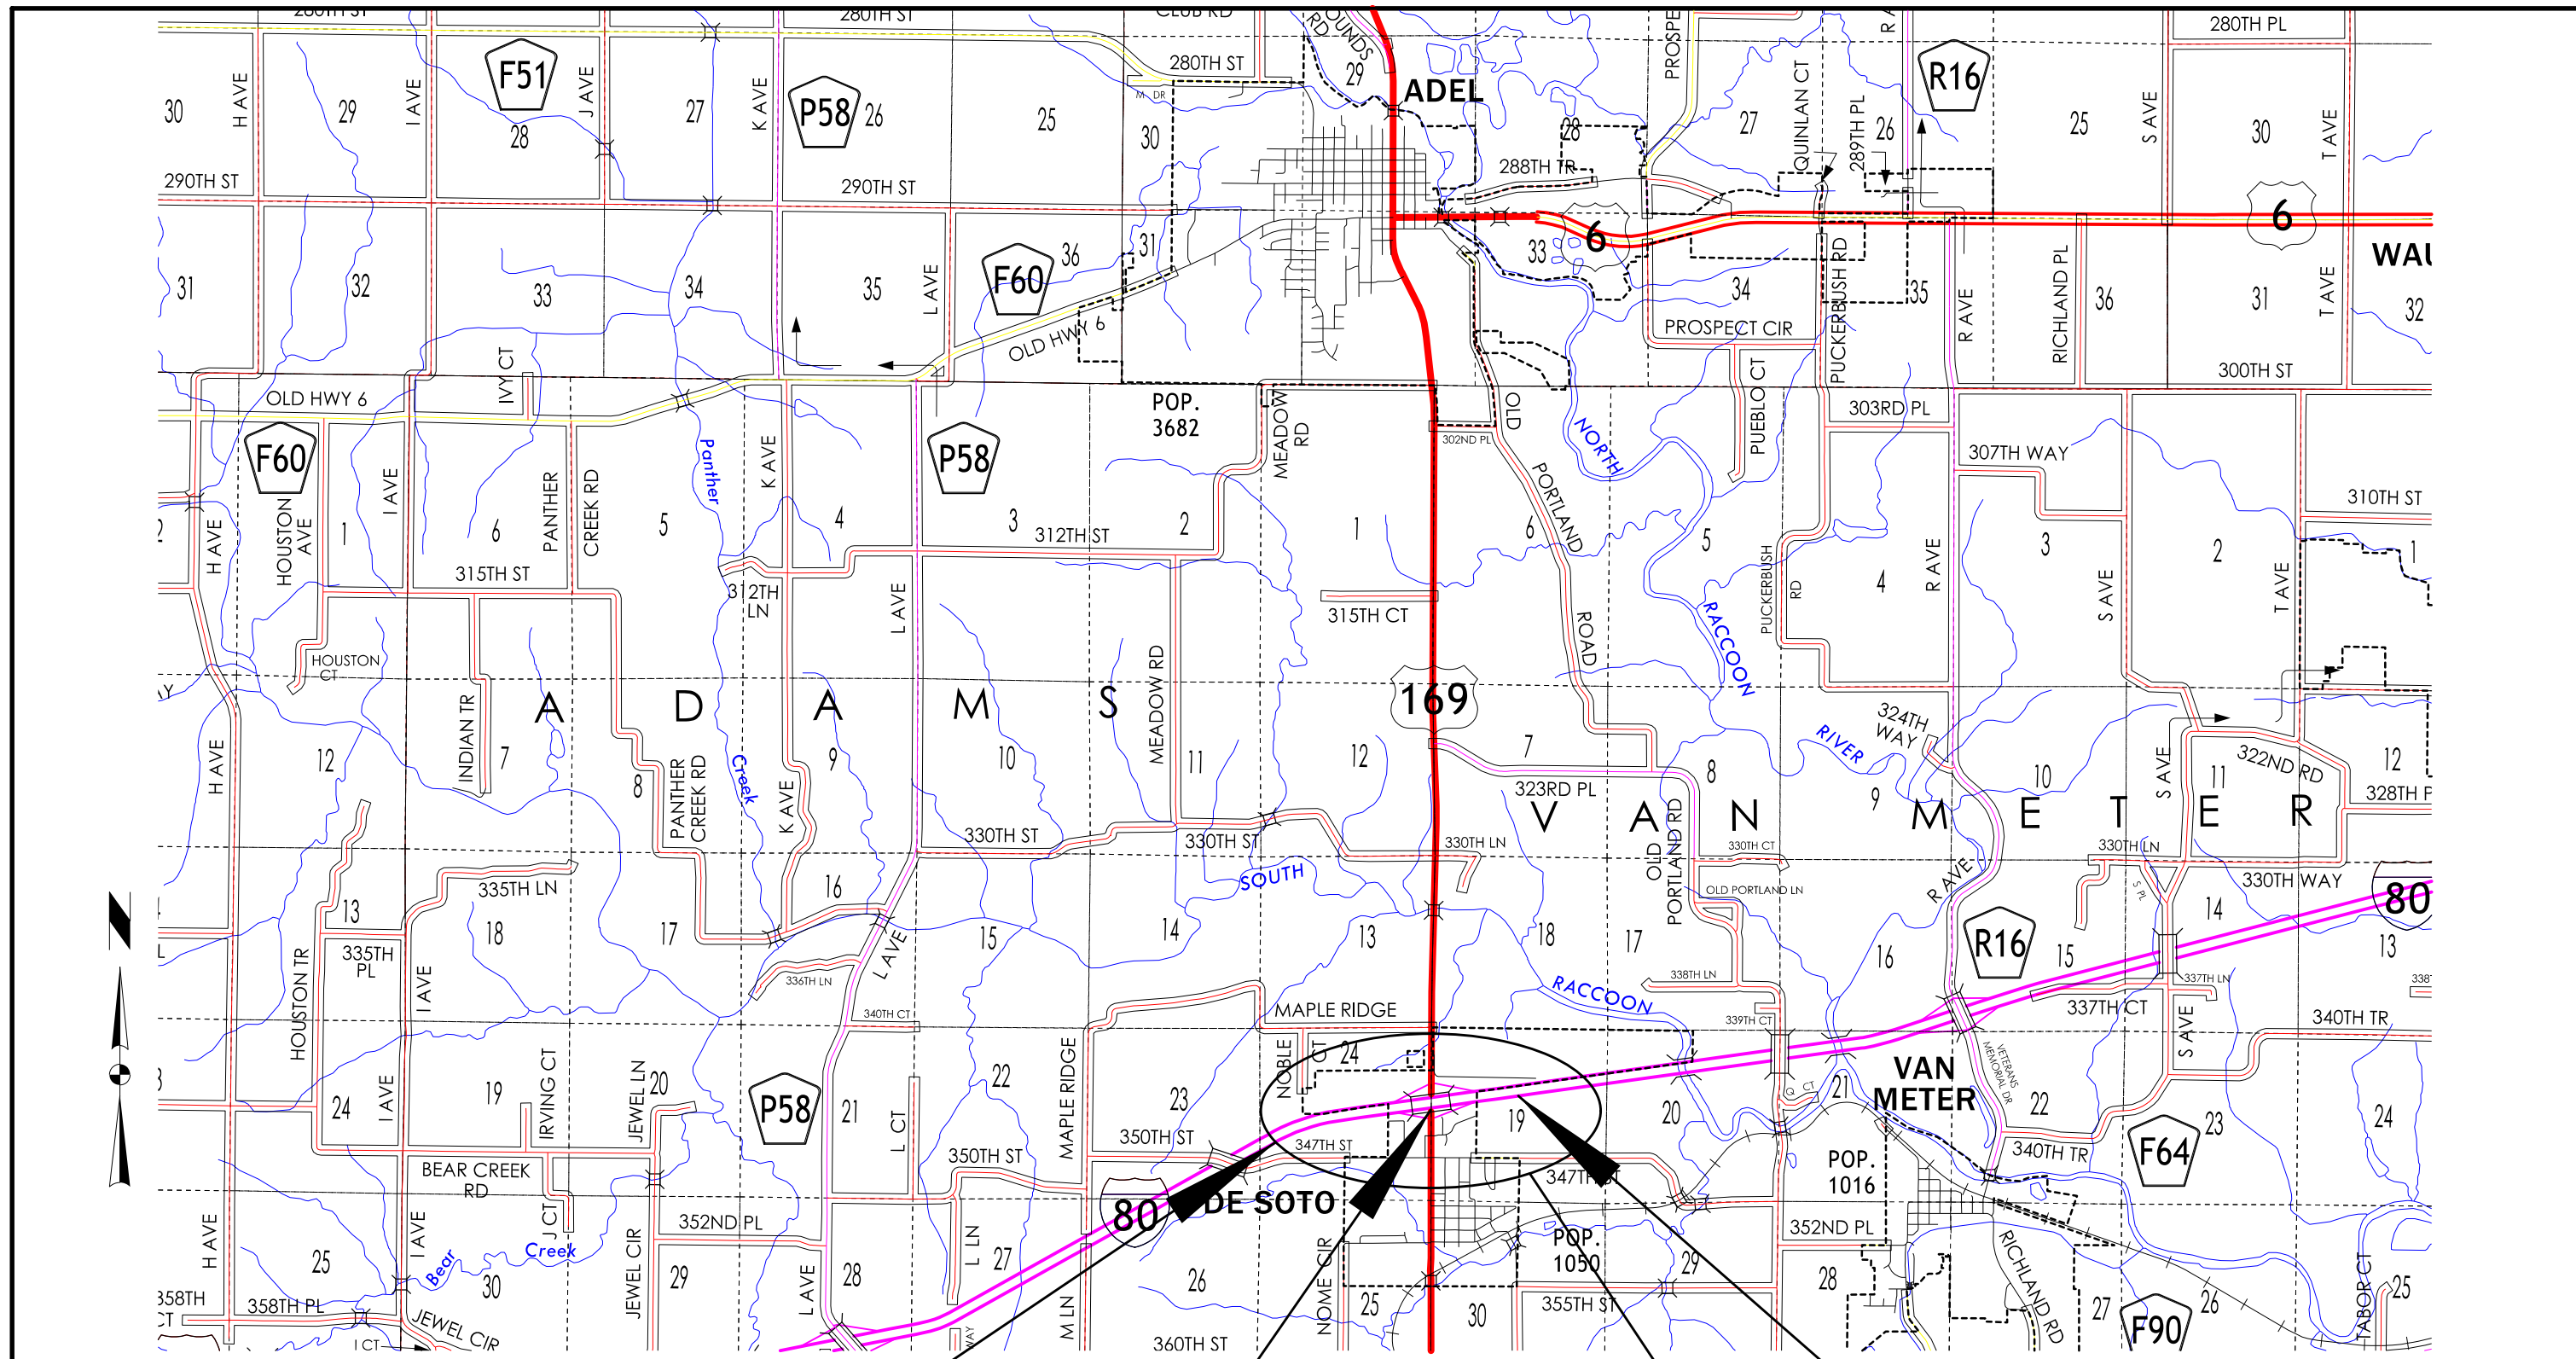 280TH ST
280TH ST
CLUB RD
OUNDS
RD
PROSPE
R A
280TH PL
F51
P58
280TH ST
M DR
ADEL
R16
H AVE
I AVE
J AVE
K AVE
QUINLAN CT
289TH PL
S AVE
T AVE
30
29
28
27
26
25
30
29
28
27
26
25
30
290TH ST
290TH ST
288TH TR
6
6
WAU
31
32
33
34
35
36
31
33
34
35
36
31
32
L AVE
F60
OLD HWY 6
PROSPECT CIR
PUCKERBUSH RD
R AVE
RICHLAND PL
T AVE
300TH ST
IVY CT
OLD HWY 6
POP.
3682
MEADOW
RD
302ND PL
OLD
PORTLAND
ROAD
NORTH
RACCOON
RIVER
PUEBLO CT
303RD PL
307TH WAY
310TH ST
F60
P58
Panther
Creek
K AVE
I AVE
H AVE
HOUSTON
AVE
PANTHER
CREEK RD
2
1
6
5
4
3
2
1
6
5
4
3
2
1
312TH ST
315TH ST
312TH
LN
L AVE
315TH CT
PUCKERBUSH
RD
R AVE
S AVE
T AVE
HOUSTON
CT
AY
INDIAN TR
A D A M S
MEADOW RD
169
324TH
WAY
H AVE
12
7
8
9
10
11
12
7
8
9
10
11
12
PANTHER
CREEK RD
K AVE
323RD PL
S AVE
322ND RD
328TH P
V A N M E T E R
330TH ST
330TH ST
330TH LN
OLD
PORTLAND RD
330TH CT
330TH LN
330TH WAY
335TH LN
SOUTH
RACCOON
OLD PORTLAND LN
R AVE
S PL
80
13
18
17
16
15
14
13
18
17
16
15
14
13
335TH
PL
L
HOUSTON TR
I AVE
L AVE
336TH LN
R16
338TH LN
337TH LN
338T
340TH CT
MAPLE RIDGE
339TH CT
337TH CT
S AVE
340TH TR
N
24
19
20
21
22
23
24
19
20
21
22
23
24
I AVE
IRVING CT
JEWEL LN
P58
L CT
MAPLE RIDGE
NOBLE
CT
Q CT
VAN
METER
VETERANS
MEMORIAL DR
BEAR CREEK
RD
350TH ST
350TH ST
347TH ST
347TH ST
340TH TR
F64
POP.
1016
H AVE
I AVE
J CT
352ND PL
80
DE SOTO
POP.
1050
352ND PL
Bear
Creek
25
30
29
28
27
26
25
30
29
28
27
26
25
JEWEL CIR
L AVE
L LN
M LN
NOME CIR
RICHLAND RD
TABOR CT
358TH
CT
358TH PL
I CT
JEWEL CIR
WAY
360TH ST
355TH ST
F90